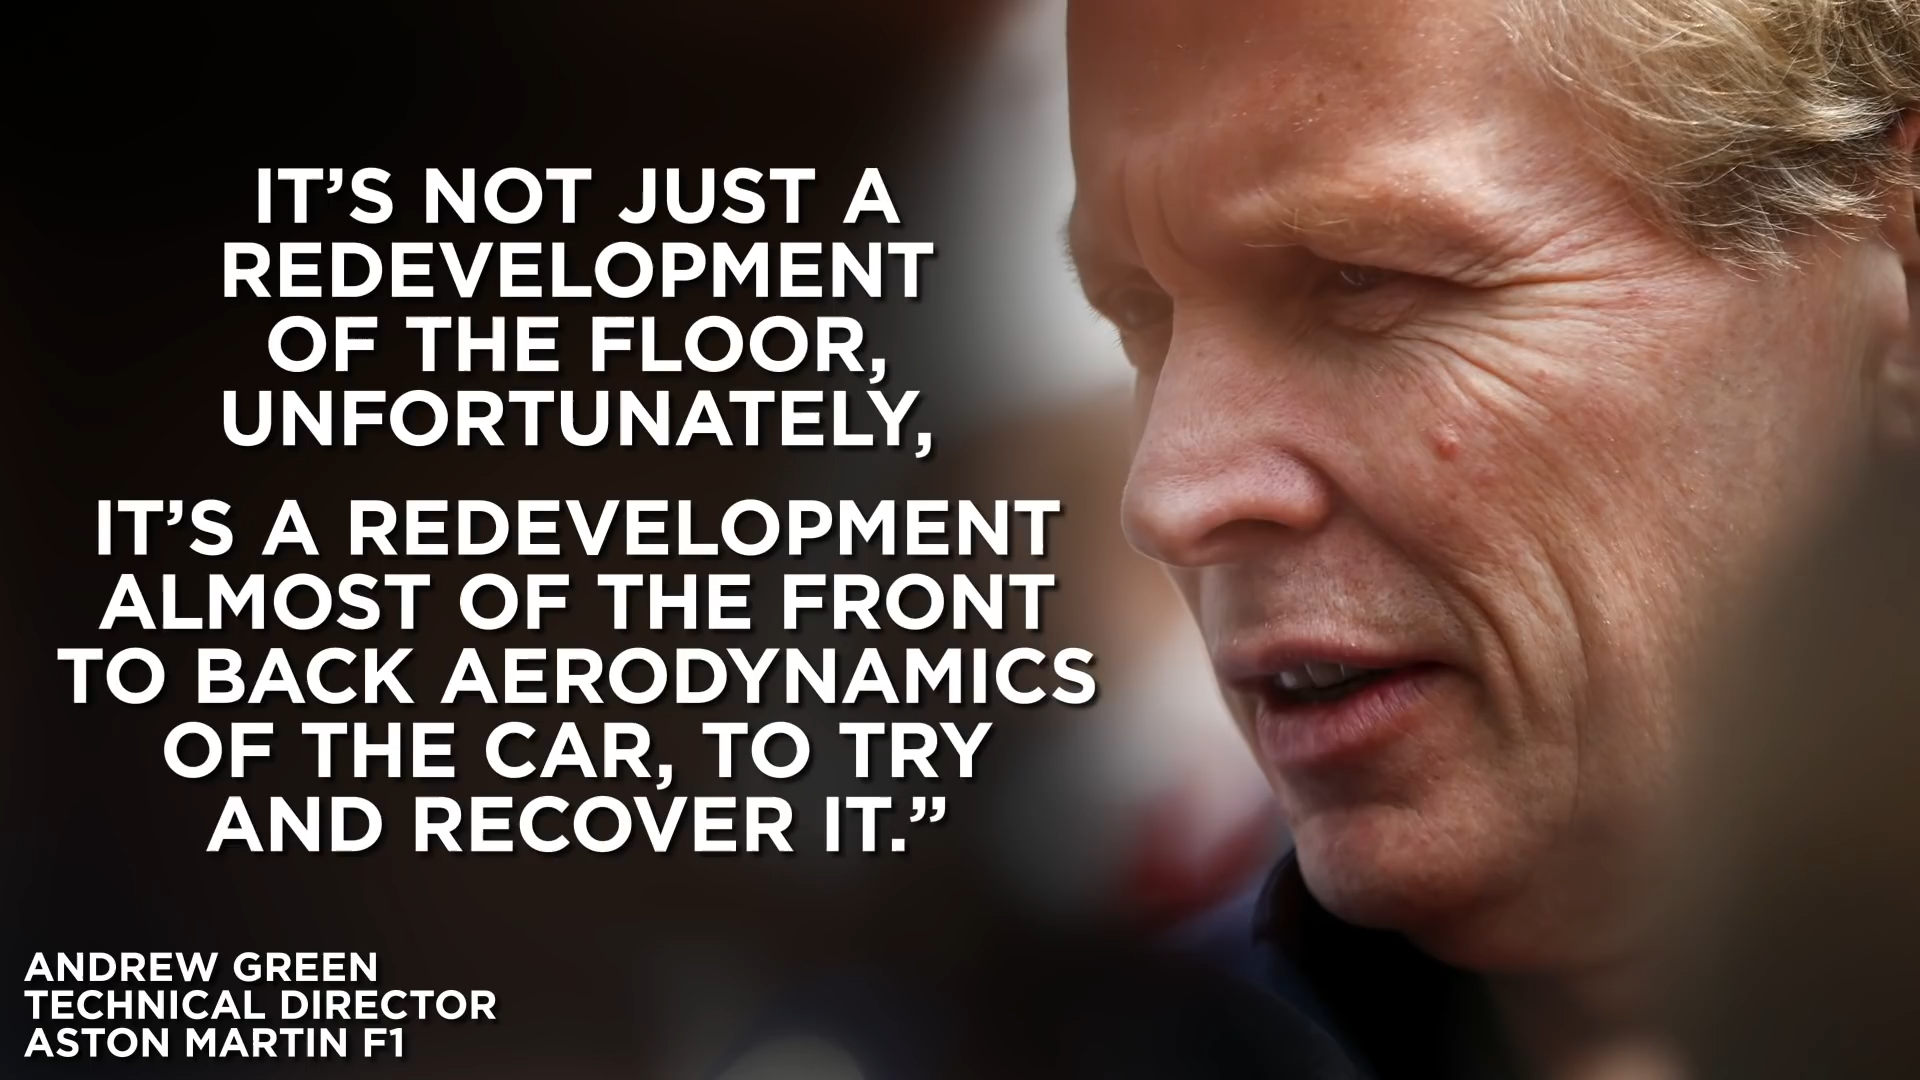 IT’S NOT JUST A
REDEVELOPMENT
OF THE FLOOR,
UNFORTUNATELY,
IT’S A REDEVELOPMENT
ALMOST OF THE FRONT
TO BACK AERODYNAMICS
OF THE CAR, TO TRY
AND RECOVER IT.”
ANDREW GREEN
TECHNICAL DIRECTOR
ASTON MARTIN F1